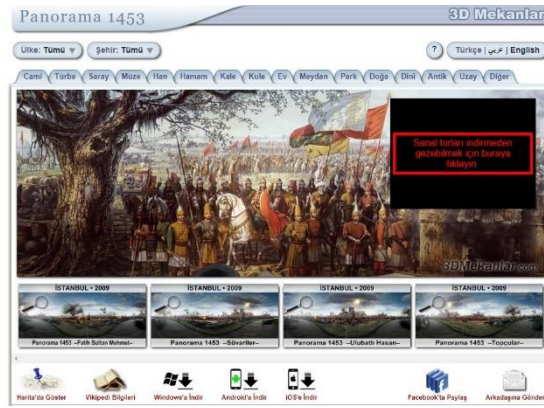 Panorama 1453
3D Mekanlar
Ülke: Tümü ▼
Şehir: Tümü ▼
?
Türkçe | عربي | English
Cami Türbe Saray Müze Han Hamam Kale Kule Ev Meydan Park Doğa Dini Antik Uzay Diğer
Sanal turları indirmeden
gezebilmek için buraya
tıklayın
3DMekanlar.com
İSTANBUL • 2009
Panorama 1453 –Fatih Sultan Mehmet–
İSTANBUL • 2009
Panorama 1453 –Süvariler–
İSTANBUL • 2009
Panorama 1453 –Ulubatlı Hasan–
İSTANBUL • 2009
Panorama 1453 –Topçular–
Harita'da Göster
Vikipedi Bilgileri
Windows'a İndir
Android'a İndir
iOS'e İndir
Facebook'ta Paylaş
Arkadaşına Gönder